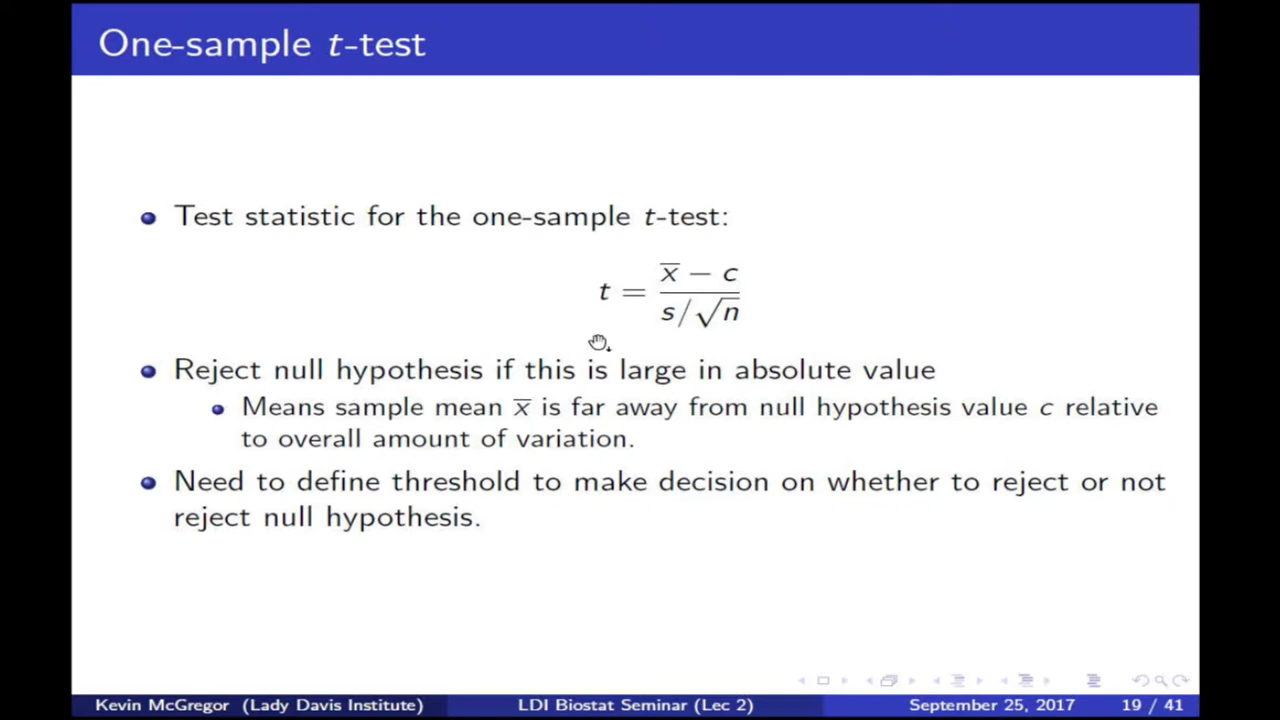 One-sample t-test
Test statistic for the one-sample t-test:
t = (x̅ − c) / (s/√n)
Reject null hypothesis if this is large in absolute value
Means sample mean x̅ is far away from null hypothesis value c relative
to overall amount of variation.
Need to define threshold to make decision on whether to reject or not
reject null hypothesis.
Kevin McGregor (Lady Davis Institute) LDI Biostat Seminar (Lec 2) September 25, 2017 19 / 41